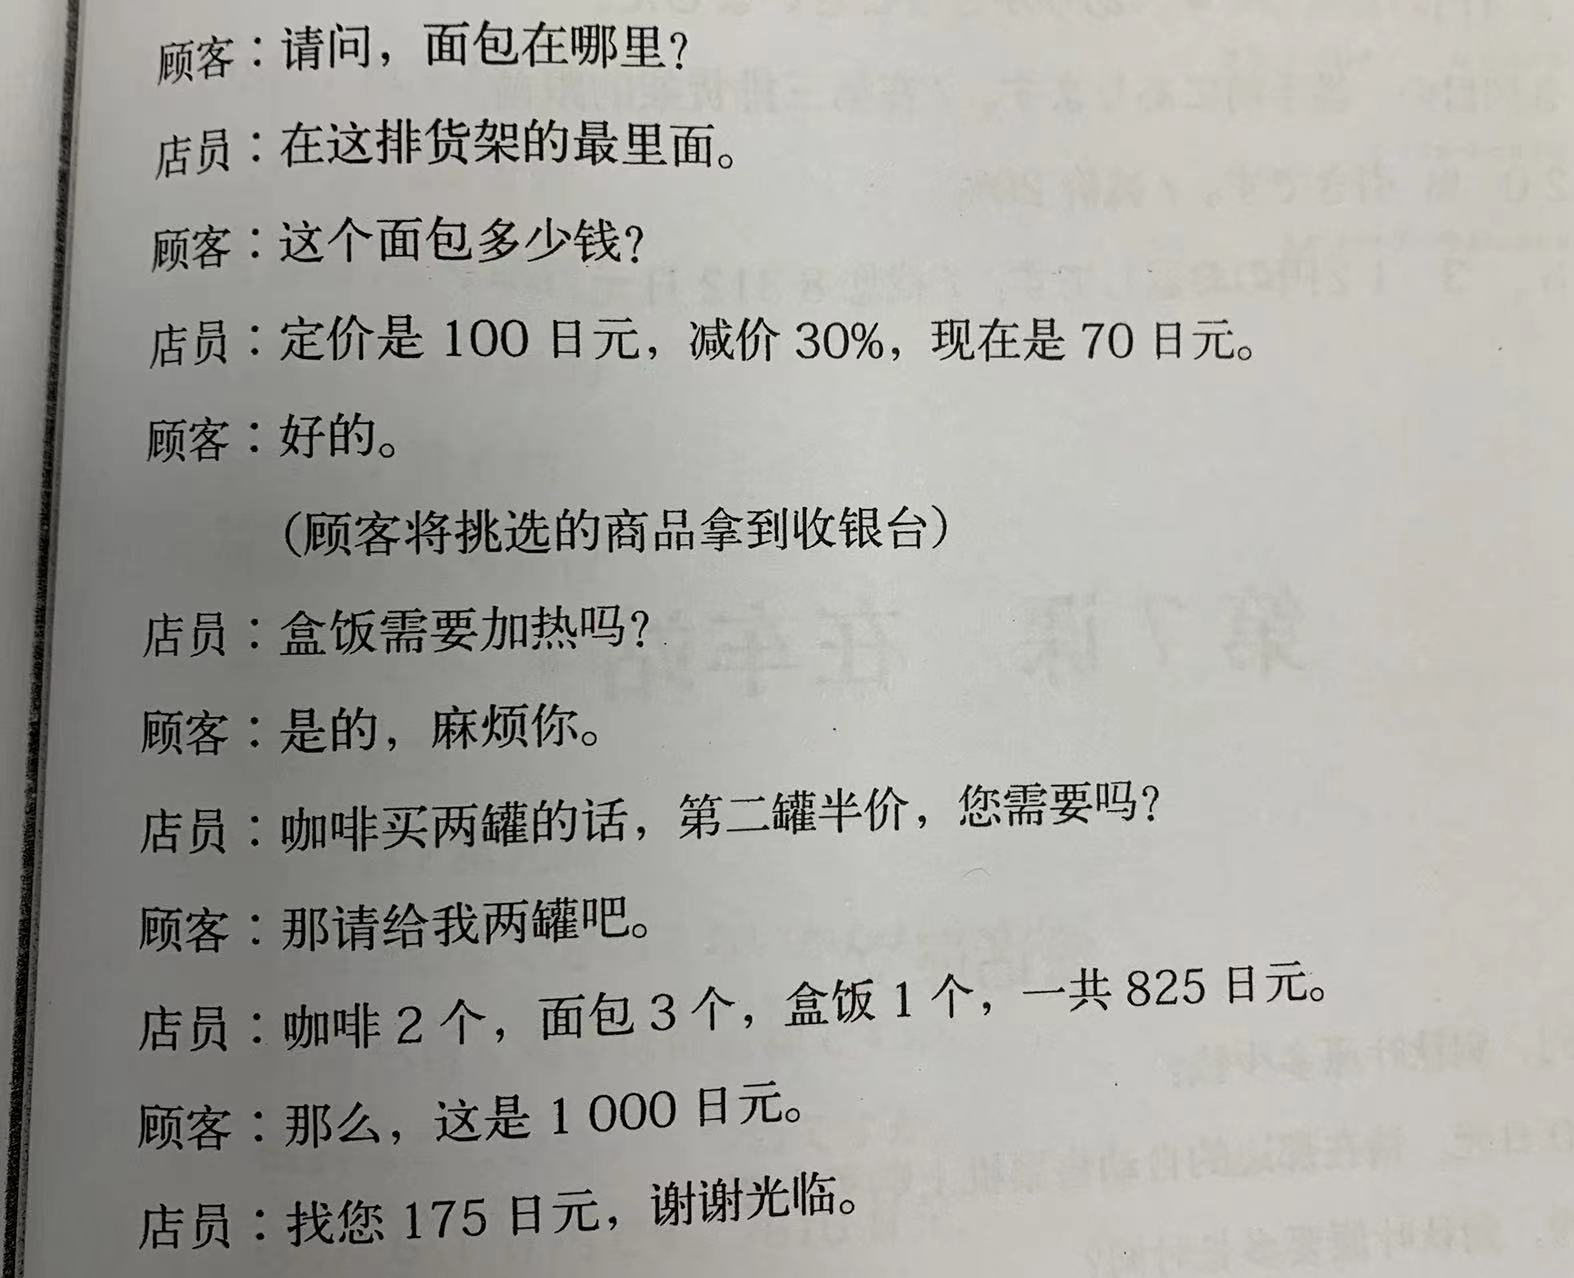 顾客：请问，面包在哪里？
店员：在这排货架的最里面。
顾客：这个面包多少钱？
店员：定价是 100 日元，减价 30%，现在是 70 日元。
顾客：好的。
（顾客将挑选的商品拿到收银台）
店员：盒饭需要加热吗？
顾客：是的，麻烦你。
店员：咖啡买两罐的话，第二罐半价，您需要吗？
顾客：那请给我两罐吧。
店员：咖啡 2 个，面包 3 个，盒饭 1 个，一共 825 日元。
顾客：那么，这是 1 000 日元。
店员：找您 175 日元，谢谢光临。